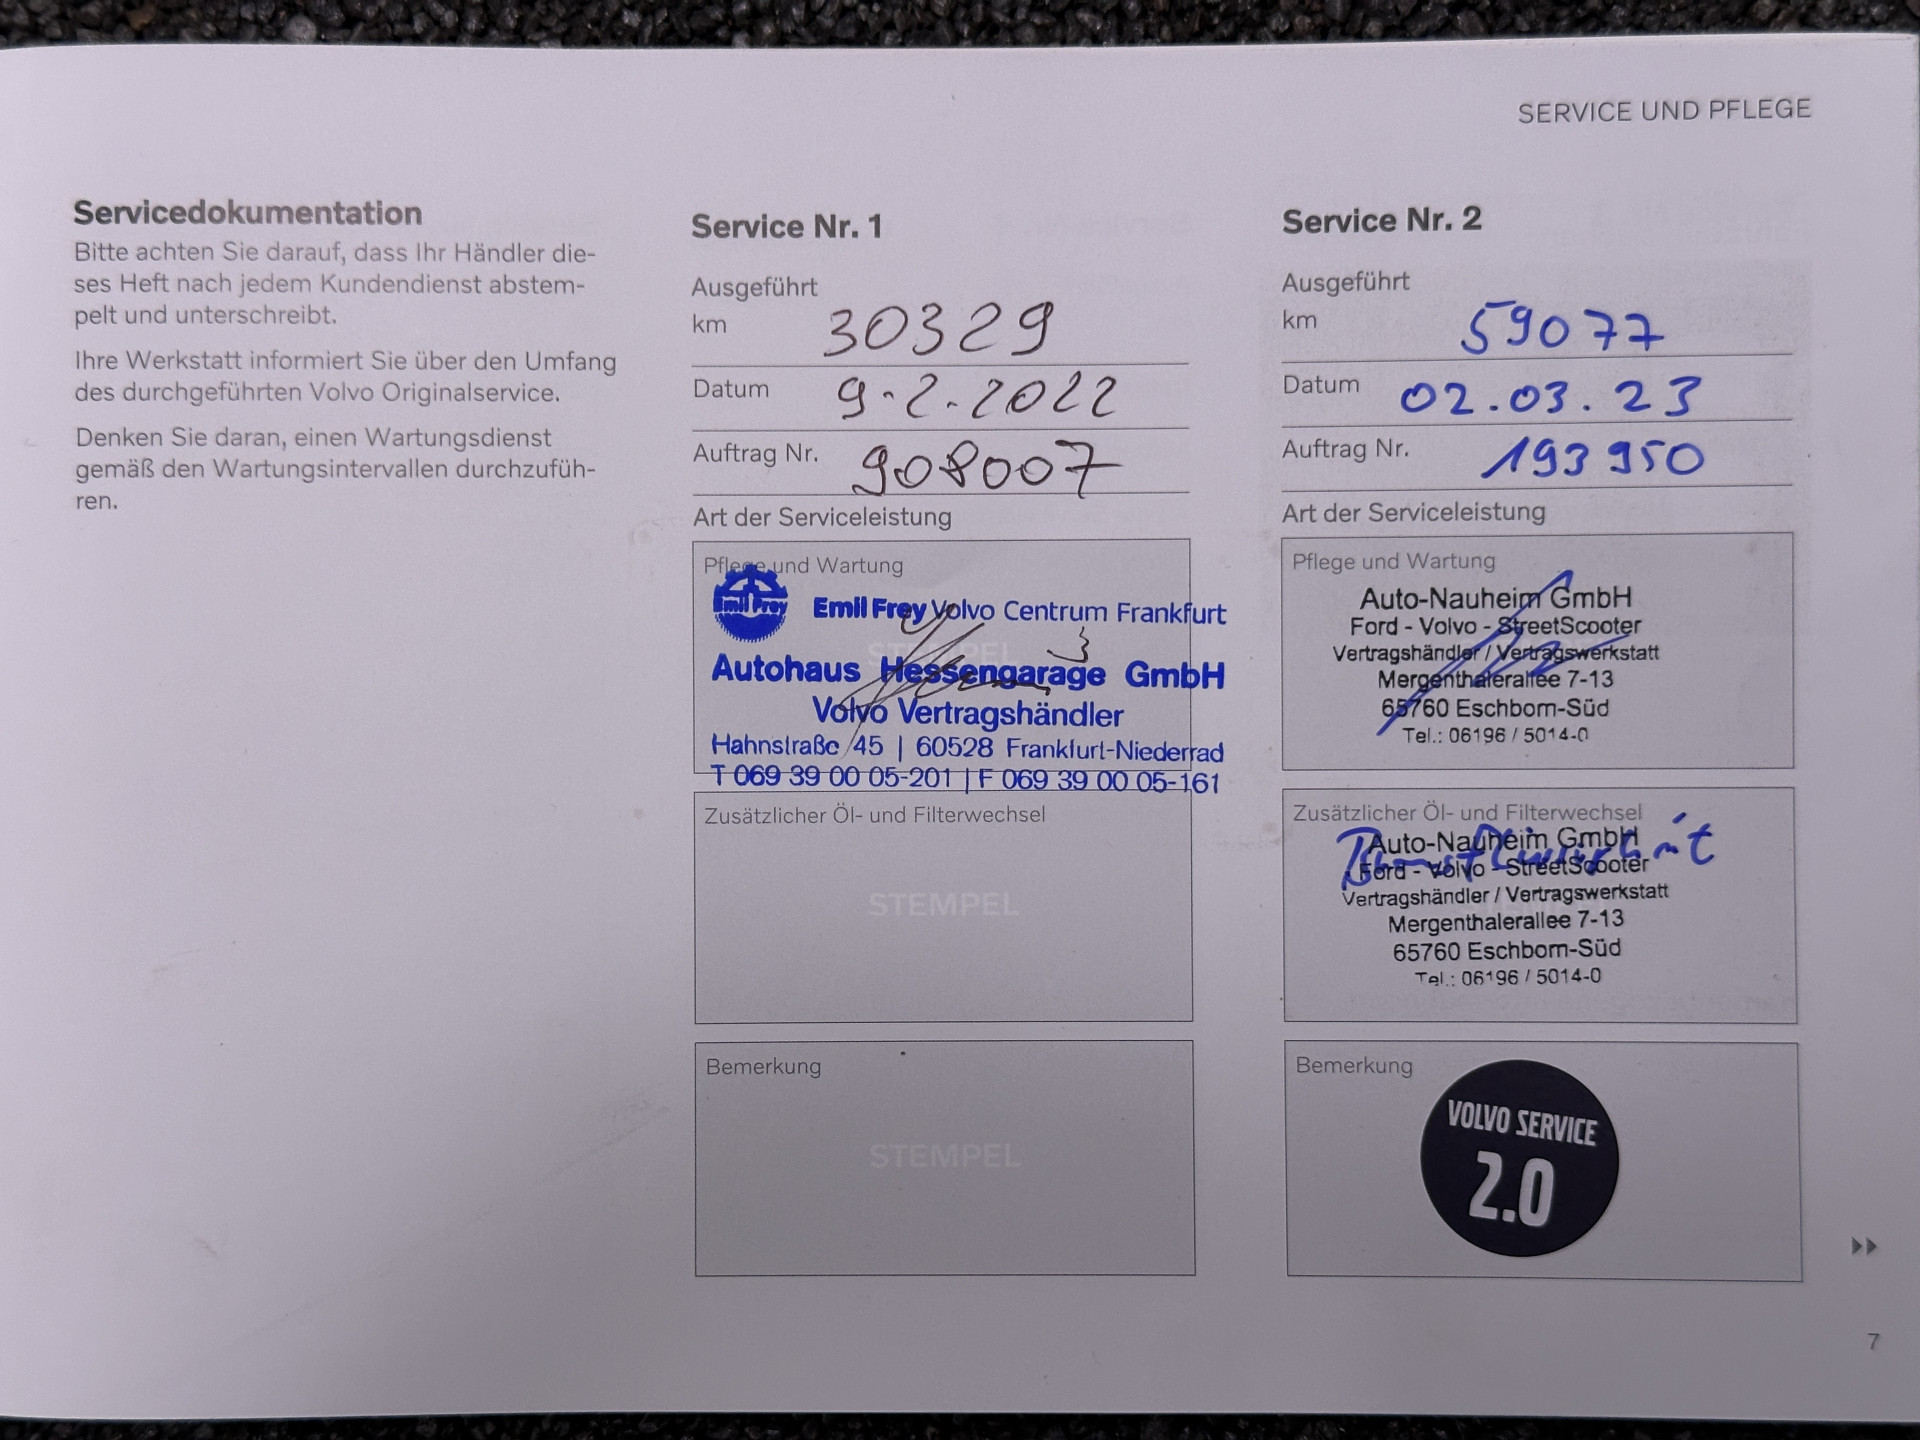 SERVICE UND PFLEGE
Servicedokumentation
Bitte achten Sie darauf, dass Ihr Händler die-
ses Heft nach jedem Kundendienst abstem-
pelt und unterschreibt.
Ihre Werkstatt informiert Sie über den Umfang
des durchgeführten Volvo Originalservice.
Denken Sie daran, einen Wartungsdienst
gemäß den Wartungsintervallen durchzufüh-
ren.
Service Nr. 1
Ausgeführt
km 30329
Datum 9.2.2022
Auftrag Nr. 908007
Art der Serviceleistung
Pflege und Wartung
Emil Frey
Emil Frey Volvo Centrum Frankfurt
STEMPEL
Autohaus Hessengarage GmbH
Volvo Vertragshändler
Hahnstraße 45 | 60528 Frankfurt-Niederrad
T 069 39 00 05-201 | F 069 39 00 05-161
Zusätzlicher Öl- und Filterwechsel
STEMPEL
Bemerkung
STEMPEL
Service Nr. 2
Ausgeführt
km 59077
Datum 02.03.23
Auftrag Nr. 193950
Art der Serviceleistung
Pflege und Wartung
Auto-Nauheim GmbH
Ford - Volvo - StreetScooter
Vertragshändler / Vertragswerkstatt
Mergenthalerallee 7-13
65760 Eschborn-Süd
Tel.: 06196 / 5014-0
Zusätzlicher Öl- und Filterwechsel
Auto-Nauheim GmbH
Ford - Volvo - StreetScooter
Vertragshändler / Vertragswerkstatt
Mergenthalerallee 7-13
65760 Eschborn-Süd
Tel.: 06196 / 5014-0
Bemerkung
VOLVO SERVICE
2.0
7